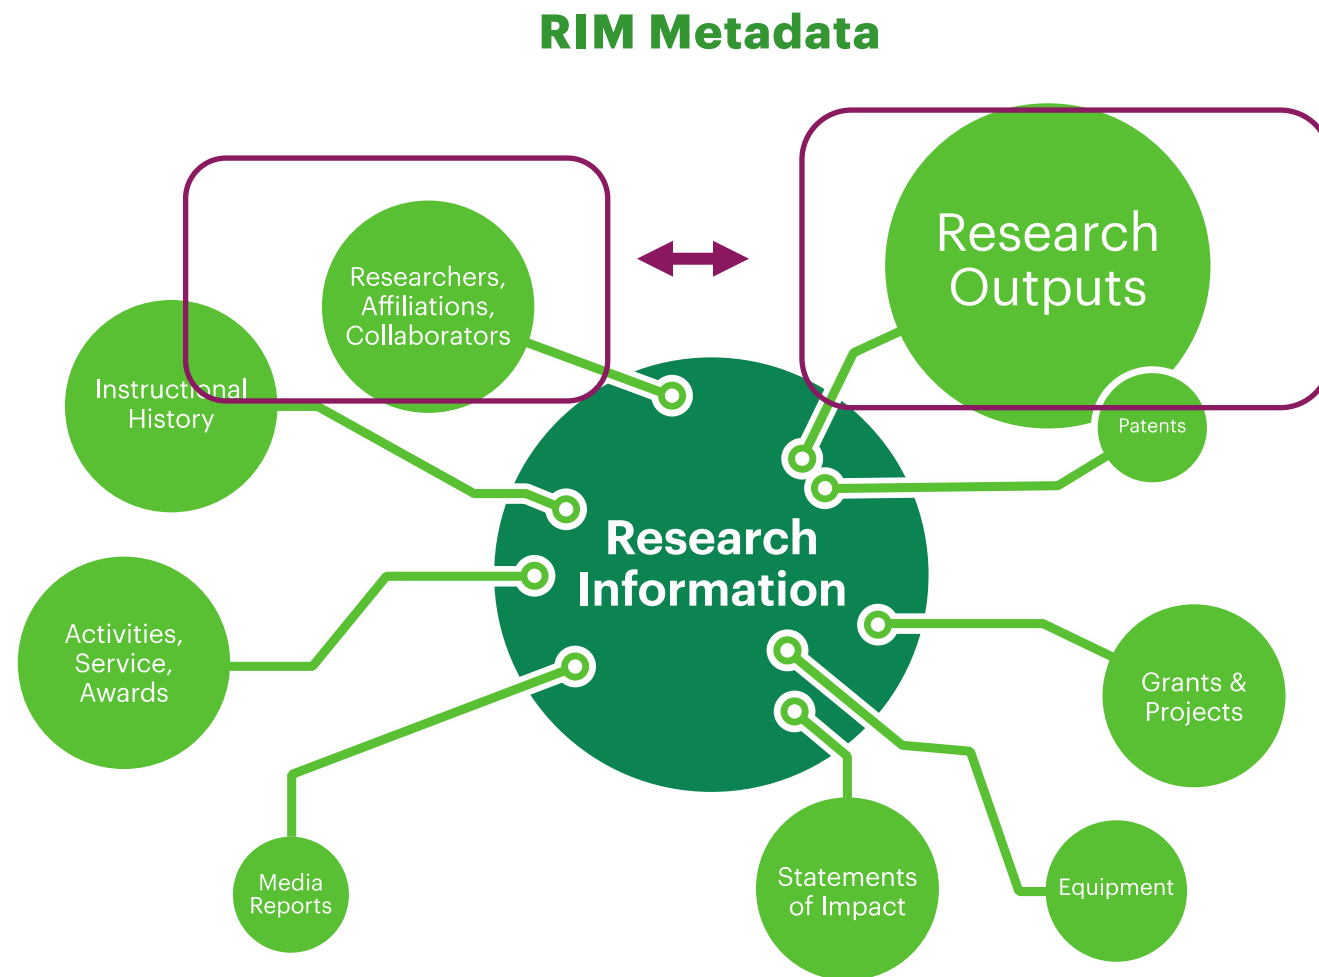 RIM Metadata
Research
Outputs
Researchers,
Affiliations,
Collaborators
Instructional
History
Patents
Research
Information
Activities,
Service,
Awards
Grants &
Projects
Media
Reports
Statements
of Impact
Equipment